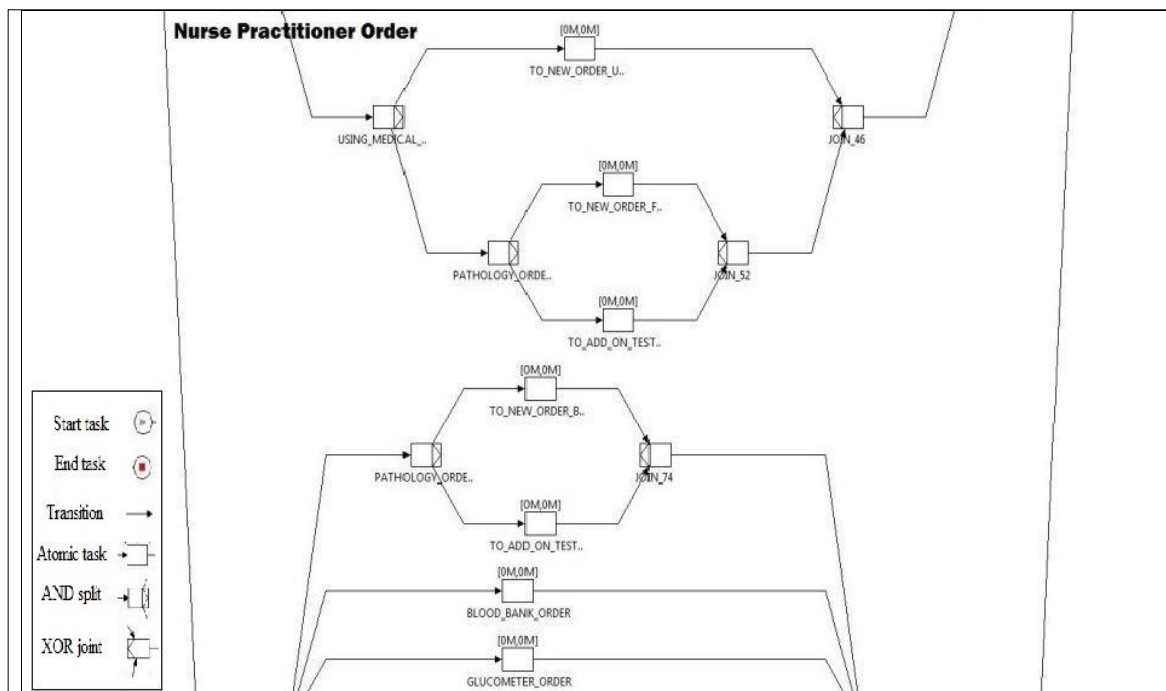 Nurse Practitioner Order
[0M,0M]
TO_NEW_ORDER_U..
USING_MEDICAL_..
JOIN_46
[0M,0M]
TO_NEW_ORDER_F..
PATHOLOGY_ORDE..
JOIN_52
[0M,0M]
TO_ADD_ON_TEST..
[0M,0M]
TO_NEW_ORDER_B..
PATHOLOGY_ORDE..
JOIN_74
[0M,0M]
TO_ADD_ON_TEST..
[0M,0M]
BLOOD_BANK_ORDER
[0M,0M]
GLUCOMETER_ORDER
Start task
End task
Transition
Atomic task
AND split
XOR joint